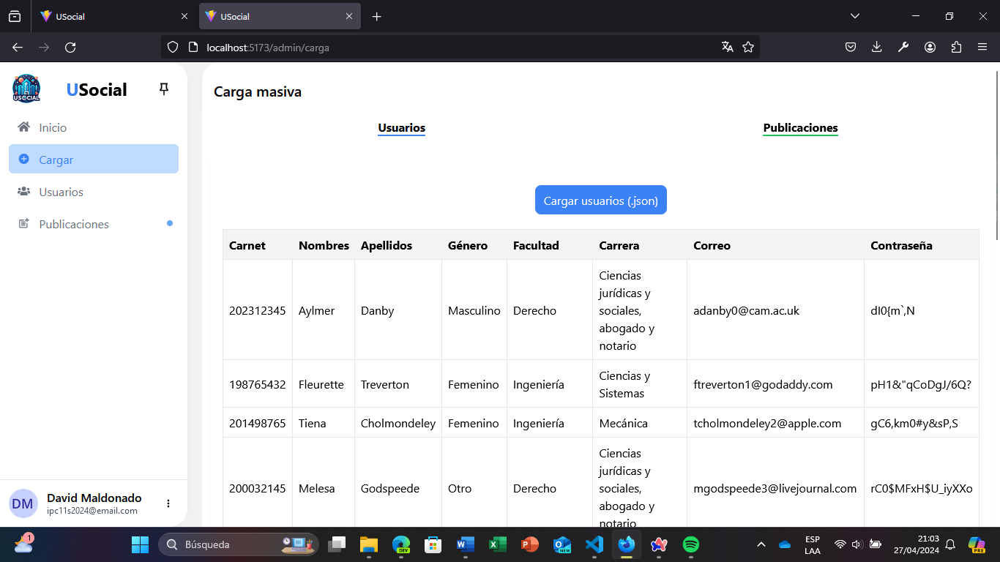 USocial
USocial
localhost:5173/admin/carga
USOCIAL
USocial
Inicio
Cargar
Usuarios
Publicaciones
DM
David Maldonado
ipc11s2024@email.com
Carga masiva
Usuarios
Publicaciones
Cargar usuarios (.json)
Carnet Nombres Apellidos Género Facultad Carrera Correo Contraseña
202312345 Aylmer Danby Masculino Derecho Ciencias jurídicas y sociales, abogado y notario adanby0@cam.ac.uk dI0{m`,N
198765432 Fleurette Treverton Femenino Ingeniería Ciencias y Sistemas ftreverton1@godaddy.com pH1&"qCoDgJ/6Q?
201498765 Tiena Cholmondeley Femenino Ingeniería Mecánica tcholmondeley2@apple.com gC6,km0#y&sP,S
200032145 Melesa Godspeede Otro Derecho Ciencias jurídicas y sociales, abogado y notario mgodspeede3@livejournal.com rC0$MFxH$U_iyXXo
1
Búsqueda
DEV
NEW
ESP
LAA
21:03
27/04/2024
PRE